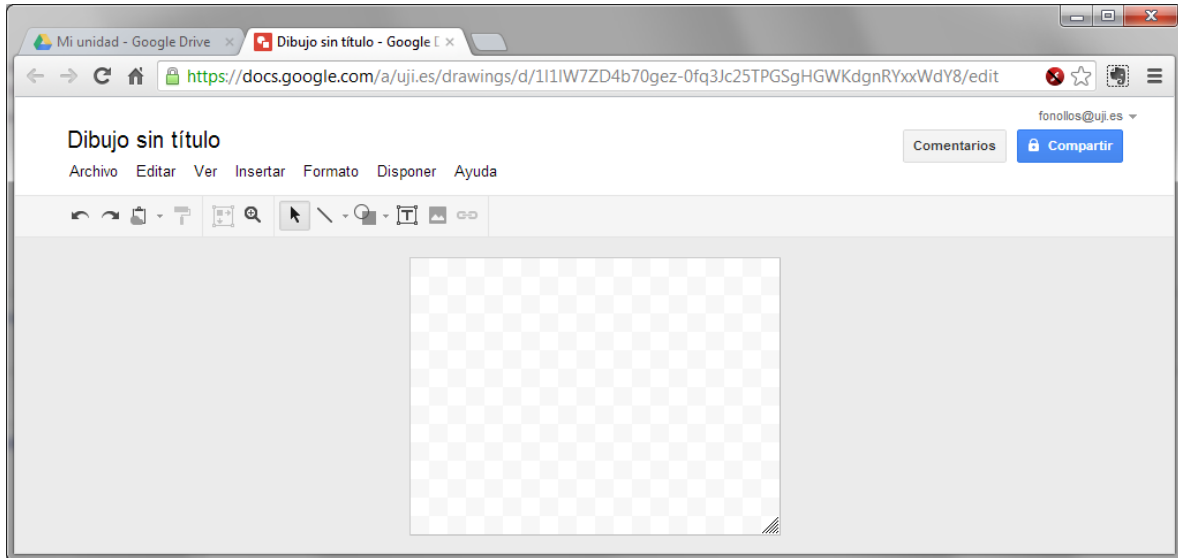 Mi unidad - Google Drive
Dibujo sin título - Google D
https://docs.google.com/a/uji.es/drawings/d/1I1IW7ZD4b70gez-0fq3Jc25TPGSgHGWKdgnRYxxWdY8/edit
fonollos@uji.es
Dibujo sin título
Comentarios
Compartir
Archivo Editar Ver Insertar Formato Disponer Ayuda